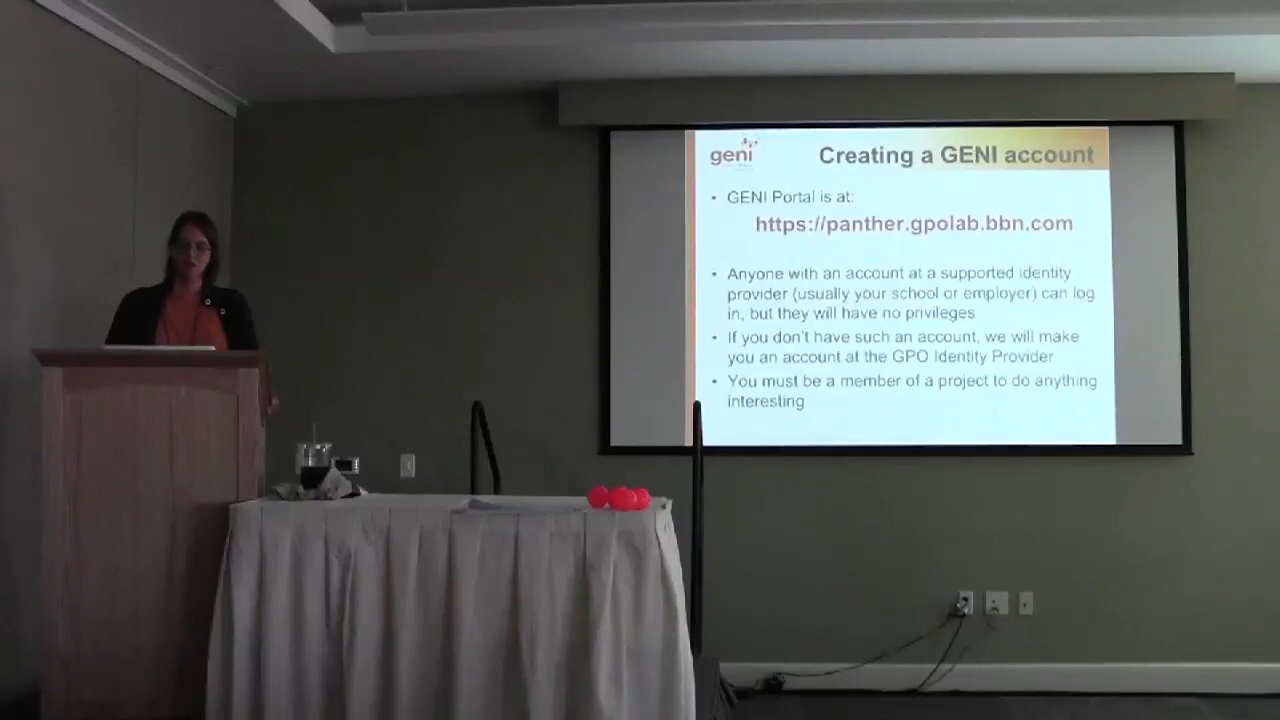 geni
Creating a GENI account
• GENI Portal is at:
https://panther.gpolab.bbn.com
• Anyone with an account at a supported identity
provider (usually your school or employer) can log
in, but they will have no privileges
• If you don't have such an account, we will make
you an account at the GPO Identity Provider
• You must be a member of a project to do anything
interesting